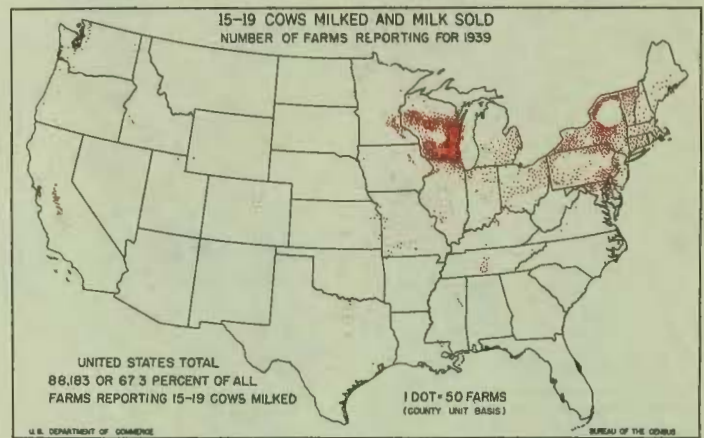 15-19 COWS MILKED AND MILK SOLD
NUMBER OF FARMS REPORTING FOR 1939
UNITED STATES TOTAL
88,183 OR 67.3 PERCENT OF ALL
FARMS REPORTING 15-19 COWS MILKED
1 DOT = 50 FARMS
(COUNTY UNIT BASIS)
U. S. DEPARTMENT OF COMMERCE
BUREAU OF THE CENSUS